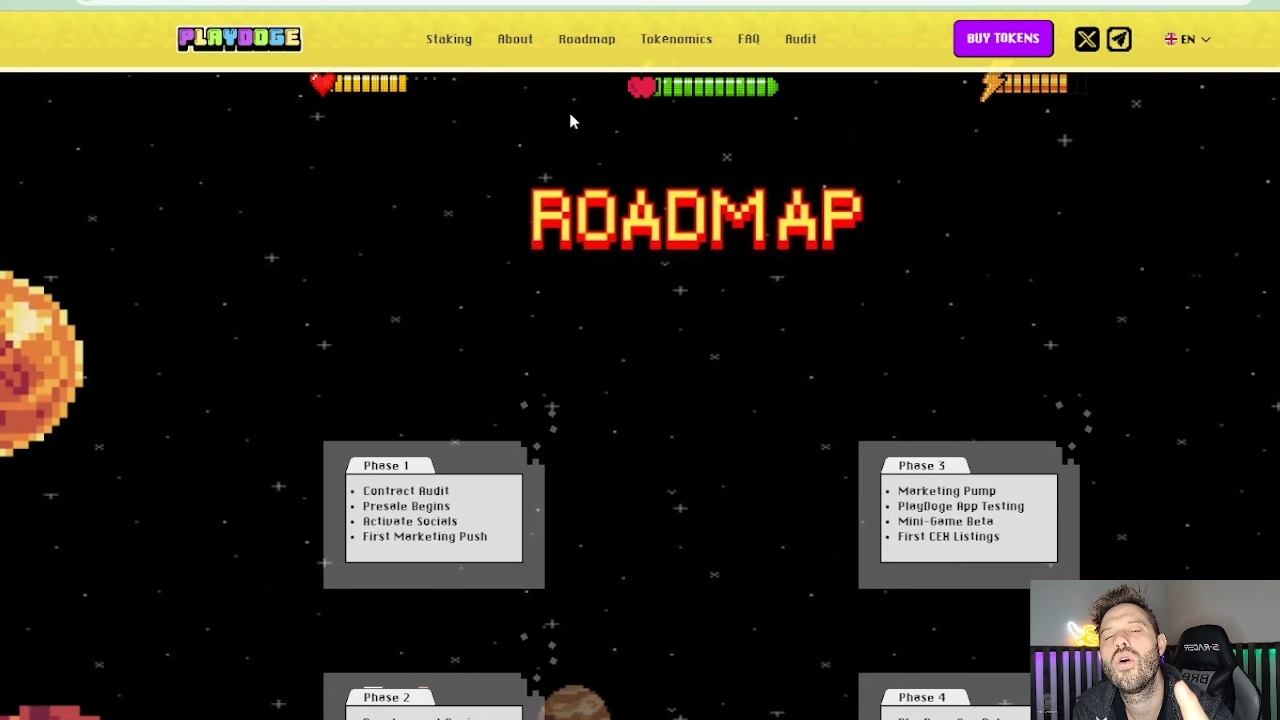 PLAYDOGE
Staking
About
Roadmap
Tokenomics
FAQ
Audit
BUY TOKENS
EN
ROADMAP
Phase 1
• Contract Audit
• Presale Begins
• Activate Socials
• First Marketing Push
Phase 3
• Marketing Pump
• PlayDoge App Testing
• Mini-Game Beta
• First CEX Listings
Phase 2
Phase 4